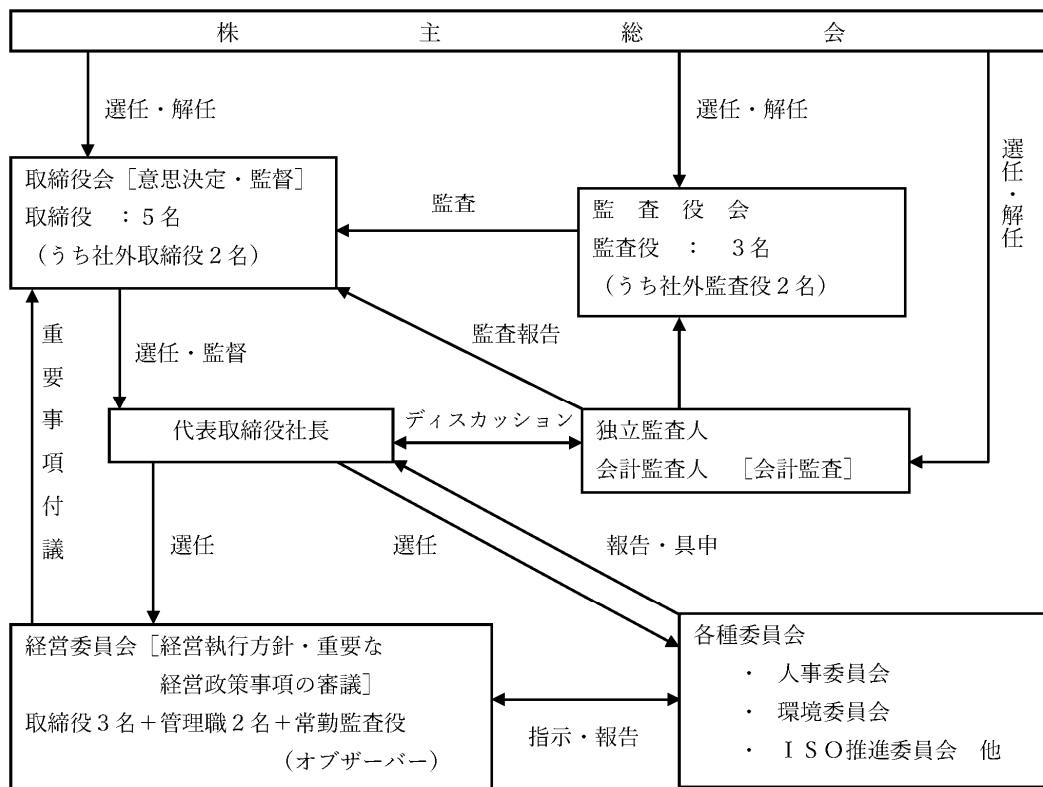 株主総会
選任・解任
選任・解任
選任・解任
取締役会［意思決定・監督］
取締役　：５名
（うち社外取締役２名）
監査
監　査　役　会
監査役　：　３名
（うち社外監査役２名）
重要事項付議
選任・監督
監査報告
代表取締役社長
ディスカッション
独立監査人
会計監査人　［会計監査］
選任
選任
報告・具申
経営委員会［経営執行方針・重要な
経営政策事項の審議］
取締役３名＋管理職２名＋常勤監査役
（オブザーバー）
指示・報告
各種委員会
・　人事委員会
・　環境委員会
・　ＩＳＯ推進委員会　他